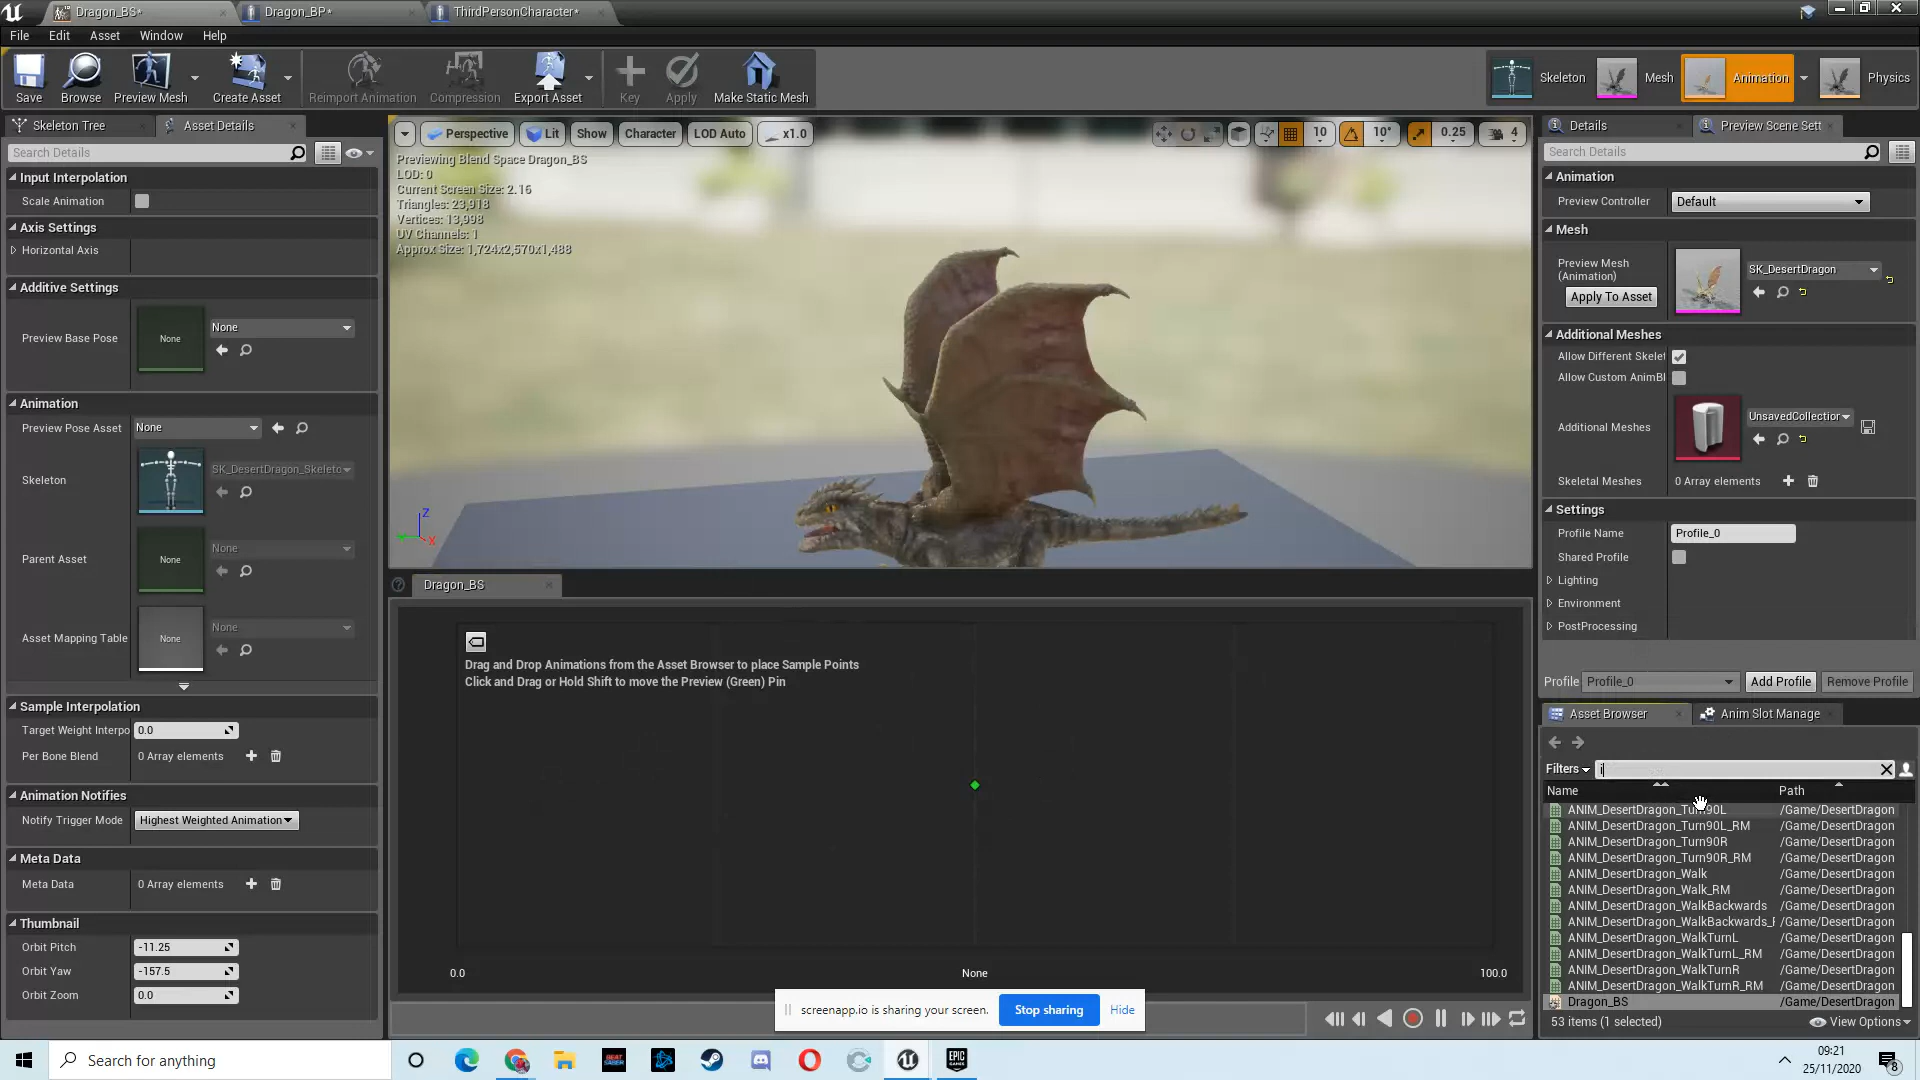 Dragon_BS*
Dragon_BP*
ThirdPersonCharacter*
File Edit Asset Window Help
Save
Browse
Preview Mesh
Create Asset
Reimport Animation
Compression
Export Asset
Key
Apply
Make Static Mesh
Skeleton
Mesh
Animation
Physics
Skeleton Tree
Asset Details
Search Details
Input Interpolation
Scale Animation
Axis Settings
Horizontal Axis
Additive Settings
Preview Base Pose
None
None
Animation
Preview Pose Asset
None
Skeleton
SK_DesertDragon_Skeleto
Parent Asset
None
None
Asset Mapping Table
None
None
Sample Interpolation
Target Weight Interpo
0.0
Per Bone Blend
0 Array elements
Animation Notifies
Notify Trigger Mode
Highest Weighted Animation
Meta Data
Meta Data
0 Array elements
Thumbnail
Orbit Pitch
-11.25
Orbit Yaw
-157.5
Orbit Zoom
0.0
Perspective
Lit
Show
Character
LOD Auto
x1.0
10
10°
0.25
4
Previewing Blend Space Dragon_BS
LOD: 0
Current Screen Size: 2.16
Triangles: 23,918
Vertices: 13,998
UV Channels: 1
Approx Size: 1,724x2,570x1,488
Z
X
Dragon_BS
Drag and Drop Animations from the Asset Browser to place Sample Points
Click and Drag or Hold Shift to move the Preview (Green) Pin
0.0
None
100.0
screenapp.io is sharing your screen.
Stop sharing
Hide
Details
Preview Scene Sett
Search Details
Animation
Preview Controller
Default
Mesh
Preview Mesh
(Animation)
Apply To Asset
SK_DesertDragon
Additional Meshes
Allow Different Skelet
Allow Custom AnimBl
Additional Meshes
UnsavedCollection
Skeletal Meshes
0 Array elements
Settings
Profile Name
Profile_0
Shared Profile
Lighting
Environment
PostProcessing
Profile
Profile_0
Add Profile
Remove Profile
Asset Browser
Anim Slot Manage
Filters
i
Name
Path
ANIM_DesertDragon_Turn90L /Game/DesertDragon
ANIM_DesertDragon_Turn90L_RM /Game/DesertDragon
ANIM_DesertDragon_Turn90R /Game/DesertDragon
ANIM_DesertDragon_Turn90R_RM /Game/DesertDragon
ANIM_DesertDragon_Walk /Game/DesertDragon
ANIM_DesertDragon_Walk_RM /Game/DesertDragon
ANIM_DesertDragon_WalkBackwards /Game/DesertDragon
ANIM_DesertDragon_WalkBackwards_R /Game/DesertDragon
ANIM_DesertDragon_WalkTurnL /Game/DesertDragon
ANIM_DesertDragon_WalkTurnL_RM /Game/DesertDragon
ANIM_DesertDragon_WalkTurnR /Game/DesertDragon
ANIM_DesertDragon_WalkTurnR_RM /Game/DesertDragon
Dragon_BS /Game/DesertDragon
53 items (1 selected)
View Options
Search for anything
EPIC
GAMES
09:21
25/11/2020
8